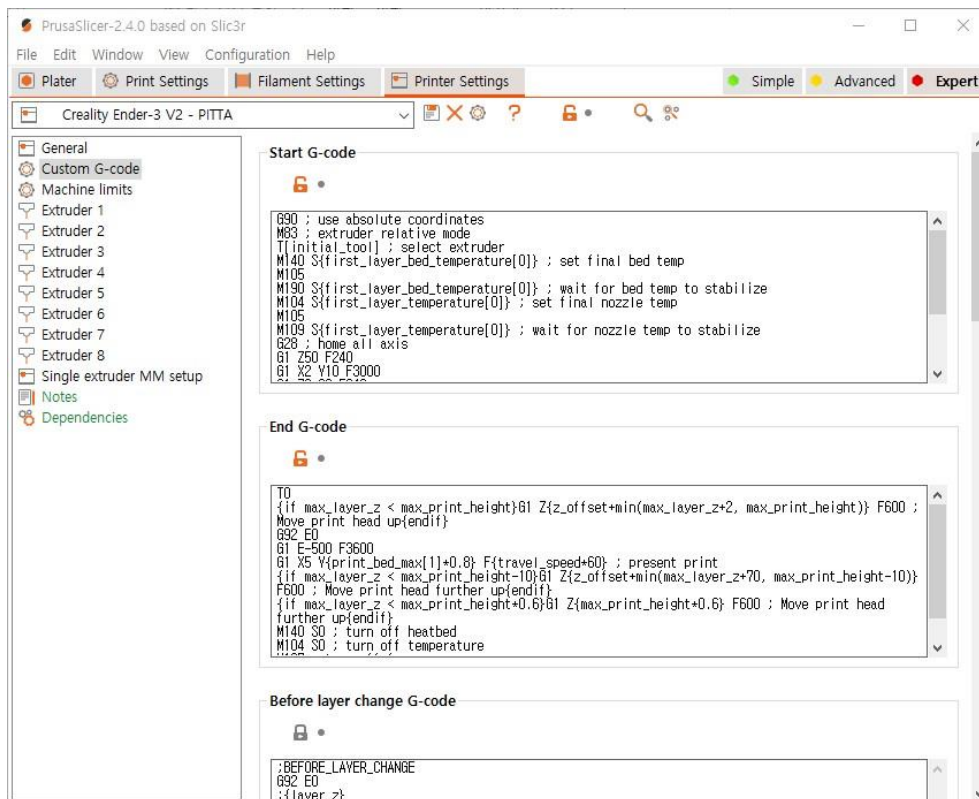 PrusaSlicer-2.4.0 based on Slic3r
File Edit Window View Configuration Help
Plater Print Settings Filament Settings Printer Settings Simple Advanced Expert
Creality Ender-3 V2 - PITTA
General
Custom G-code
Machine limits
Extruder 1
Extruder 2
Extruder 3
Extruder 4
Extruder 5
Extruder 6
Extruder 7
Extruder 8
Single extruder MM setup
Notes
Dependencies
Start G-code
G90 ; use absolute coordinates
M83 ; extruder relative mode
T[initial_tool] ; select extruder
M140 S{first_layer_bed_temperature[0]} ; set final bed temp
M105
M190 S{first_layer_bed_temperature[0]} ; wait for bed temp to stabilize
M104 S{first_layer_temperature[0]} ; set final nozzle temp
M105
M109 S{first_layer_temperature[0]} ; wait for nozzle temp to stabilize
G28 ; home all axis
G1 Z50 F240
G1 X2 Y10 F3000
End G-code
T0
{if max_layer_z < max_print_height}G1 Z{z_offset+min(max_layer_z+2, max_print_height)} F600 ;
Move print head up{endif}
G92 E0
G1 E-500 F3600
G1 X5 Y{print_bed_max[1]*0.8} F{travel_speed*60} ; present print
{if max_layer_z < max_print_height-10}G1 Z{z_offset+min(max_layer_z+70, max_print_height-10)}
F600 ; Move print head further up{endif}
{if max_layer_z < max_print_height*0.6}G1 Z{max_print_height*0.6} F600 ; Move print head
further up{endif}
M140 S0 ; turn off heatbed
M104 S0 ; turn off temperature
Before layer change G-code
;BEFORE_LAYER_CHANGE
G92 E0
;{layer_z}